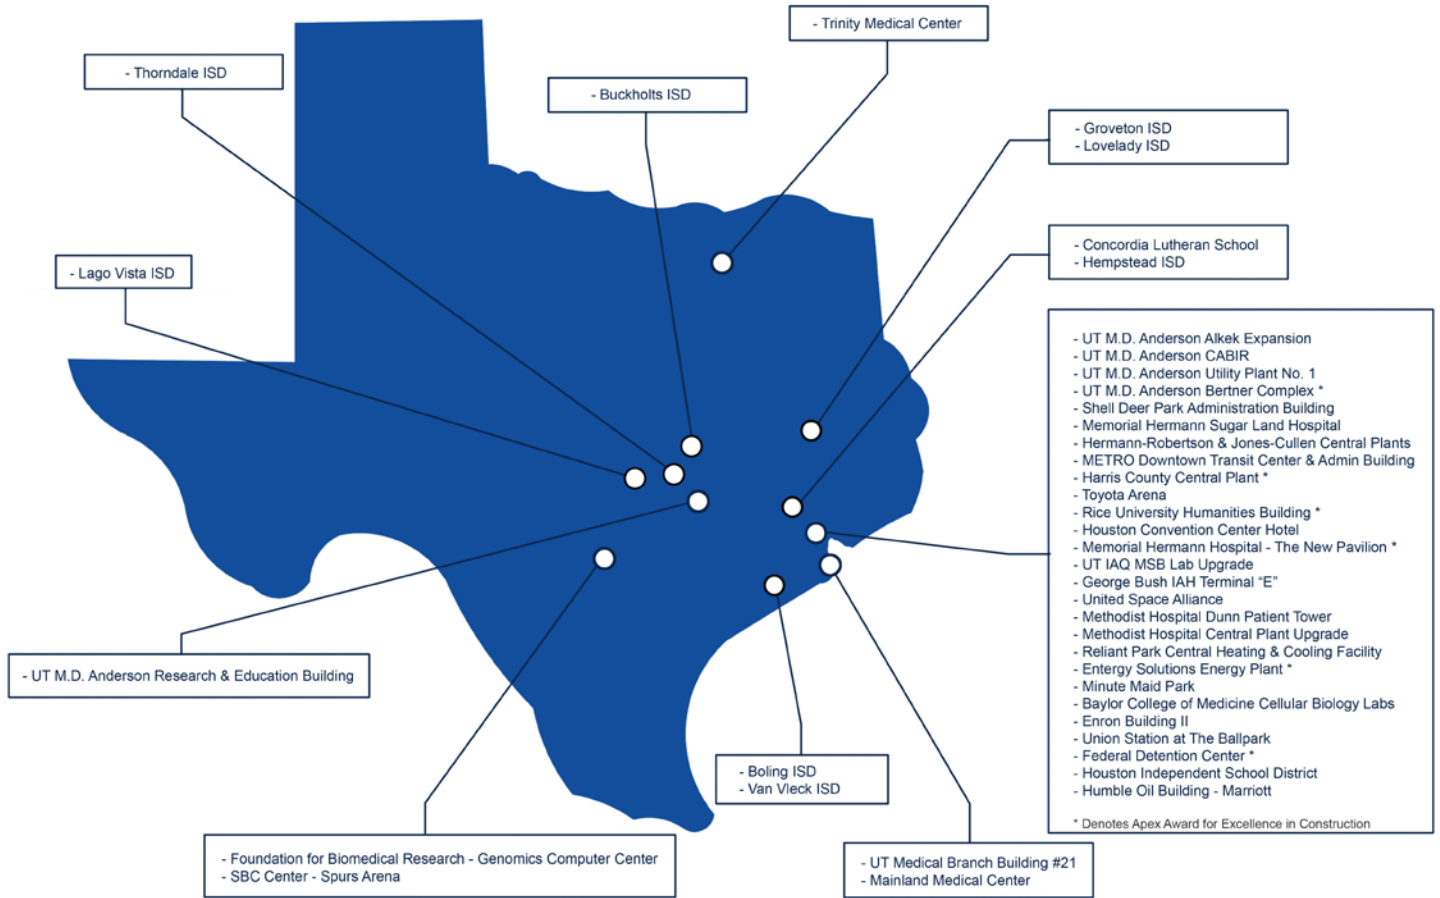 - Trinity Medical Center
- Thorndale ISD
- Buckholts ISD
- Groveton ISD
- Lovelady ISD
- Concordia Lutheran School
- Hempstead ISD
- Lago Vista ISD
- UT M.D. Anderson Alkek Expansion
- UT M.D. Anderson CABIR
- UT M.D. Anderson Utility Plant No. 1
- UT M.D. Anderson Bertner Complex *
- Shell Deer Park Administration Building
- Memorial Hermann Sugar Land Hospital
- Hermann-Robertson & Jones-Cullen Central Plants
- METRO Downtown Transit Center & Admin Building
- Harris County Central Plant *
- Toyota Arena
- Rice University Humanities Building *
- Houston Convention Center Hotel
- Memorial Hermann Hospital - The New Pavilion *
- UT IAQ MSB Lab Upgrade
- George Bush IAH Terminal “E”
- United Space Alliance
- Methodist Hospital Dunn Patient Tower
- Methodist Hospital Central Plant Upgrade
- Reliant Park Central Heating & Cooling Facility
- Entergy Solutions Energy Plant *
- Minute Maid Park
- Baylor College of Medicine Cellular Biology Labs
- Enron Building II
- Union Station at The Ballpark
- Federal Detention Center *
- Houston Independent School District
- Humble Oil Building - Marriott
* Denotes Apex Award for Excellence in Construction
- UT M.D. Anderson Research & Education Building
- Boling ISD
- Van Vleck ISD
- Foundation for Biomedical Research - Genomics Computer Center
- SBC Center - Spurs Arena
- UT Medical Branch Building #21
- Mainland Medical Center